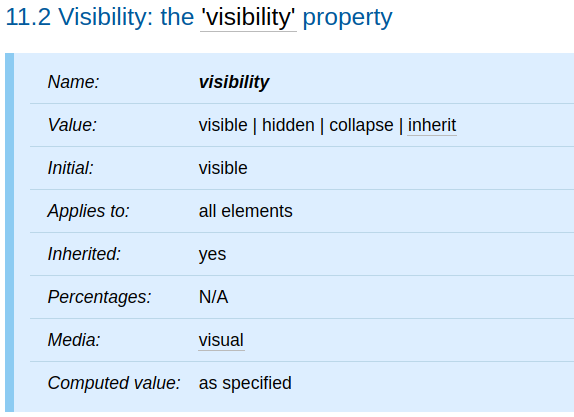 11.2 Visibility: the 'visibility' property
Name: visibility
Value: visible | hidden | collapse | inherit
Initial: visible
Applies to: all elements
Inherited: yes
Percentages: N/A
Media: visual
Computed value: as specified